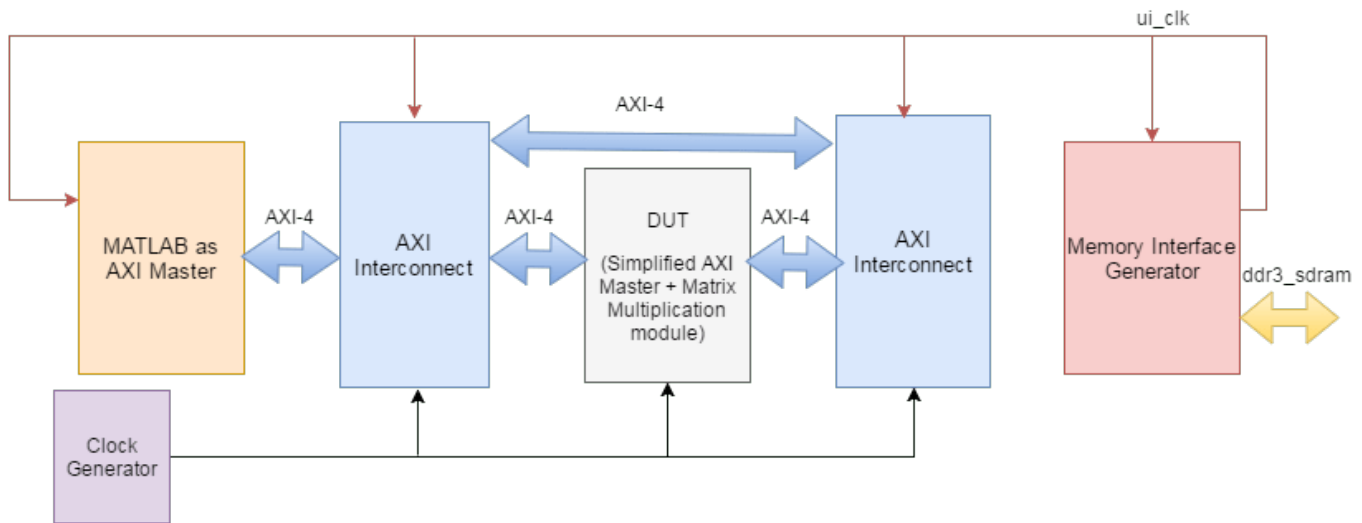 ui_clk
AXI-4
MATLAB as
AXI Master
AXI-4
AXI
Interconnect
AXI-4
DUT
(Simplified AXI
Master + Matrix
Multiplication
module)
AXI-4
AXI
Interconnect
Memory Interface
Generator
ddr3_sdram
Clock
Generator